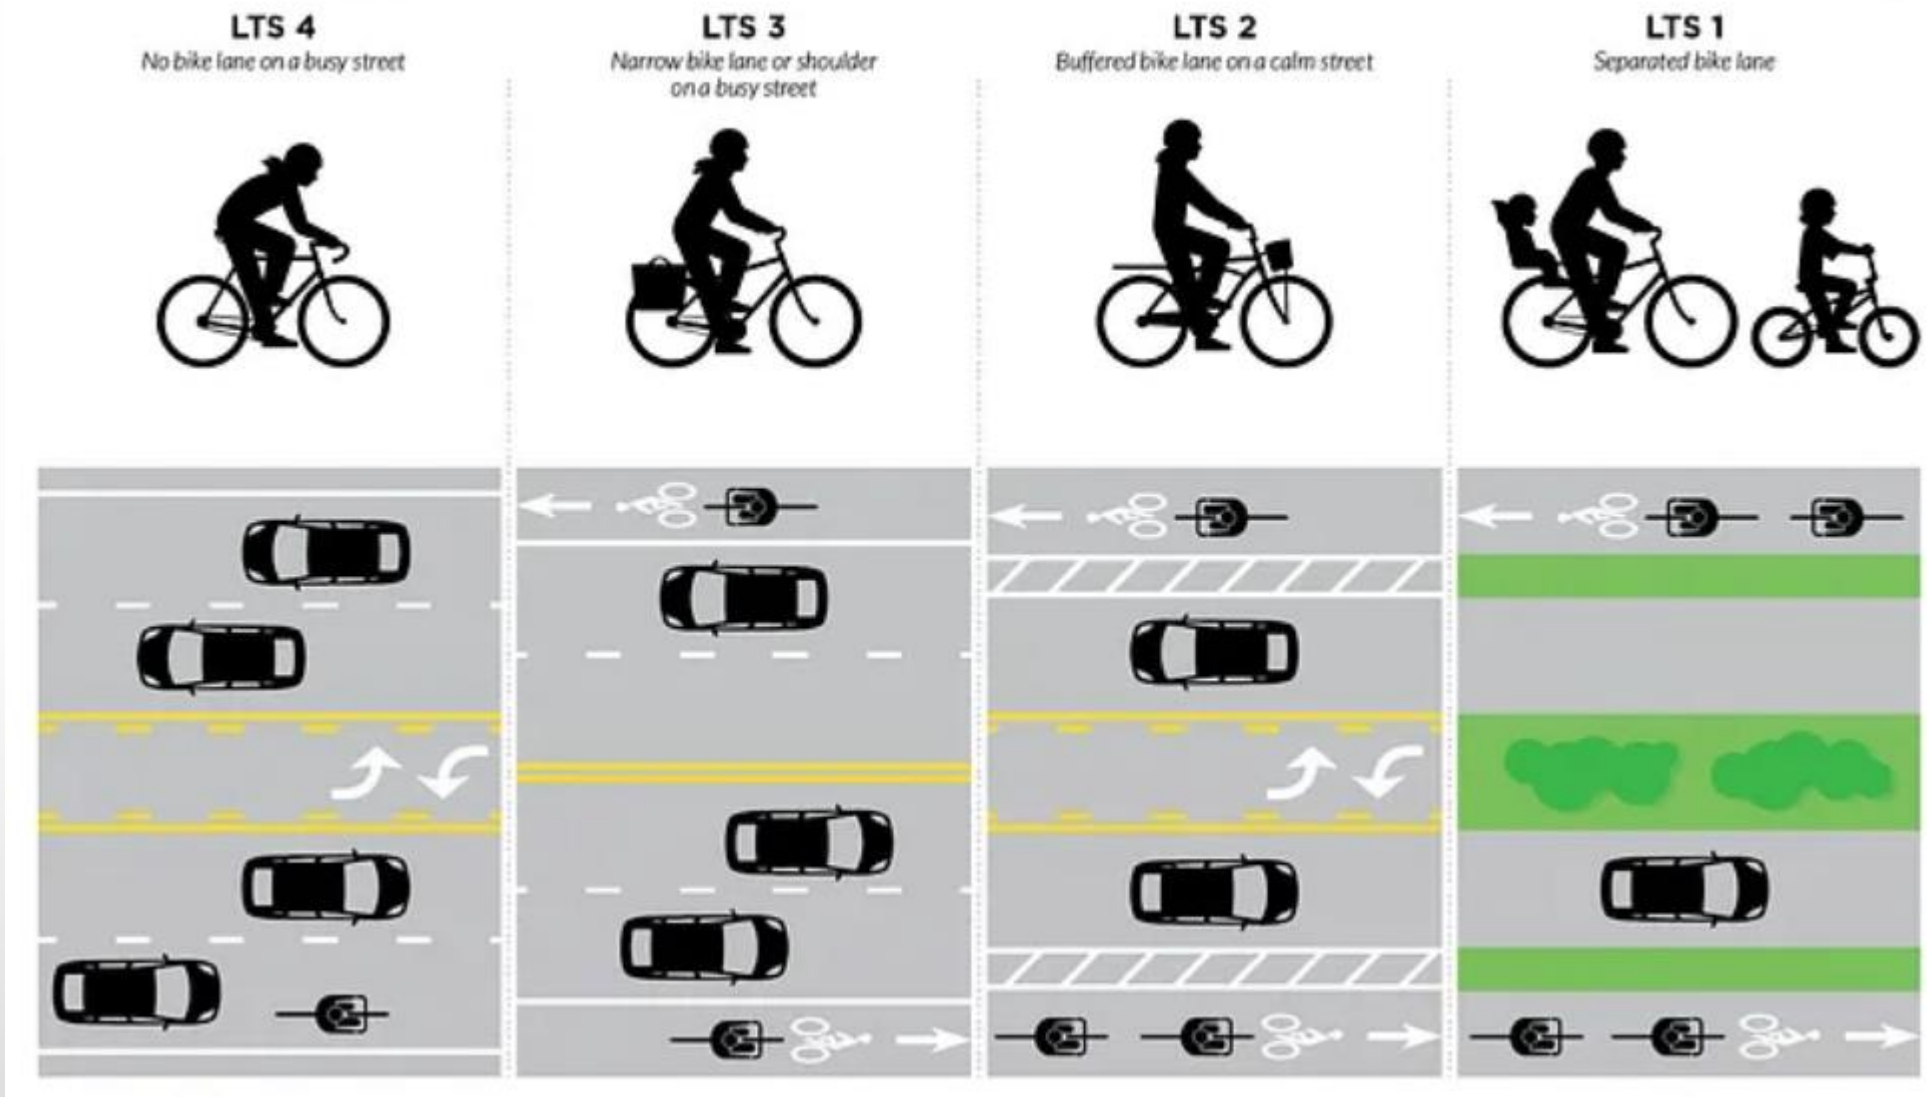 LTS 4
No bike lane on a busy street
LTS 3
Narrow bike lane or shoulder
on a busy street
LTS 2
Buffered bike lane on a calm street
LTS 1
Separated bike lane